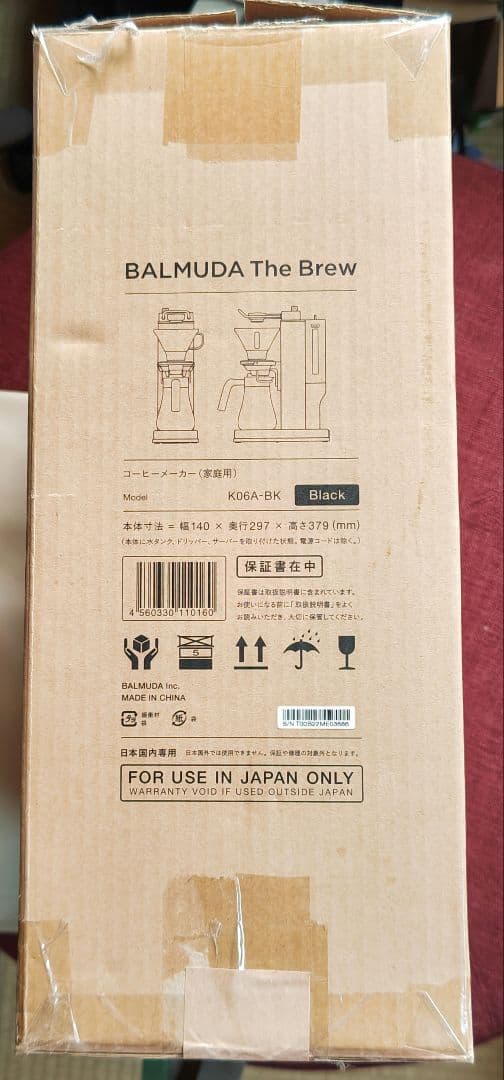 BALMUDA The Brew
コーヒーメーカー（家庭用）
Model K06A-BK Black
本体寸法 = 幅140 × 奥行297 × 高さ379 (mm)
（本体に水タンク、ドリッパー、サーバーを取り付けた状態。電源コードは除く。）
4 560330 110160
保証書在中
保証書は取扱説明書に含まれています。
お使いになる前に「取扱説明書」をよく
お読みいただき、大切に保管してください。
5
BALMUDA Inc.
MADE IN CHINA
プラ
緩衝材
袋
紙
袋
日本国内専用 日本国外では使用できません。保証や修理の対象外となります。
FOR USE IN JAPAN ONLY
WARRANTY VOID IF USED OUTSIDE JAPAN